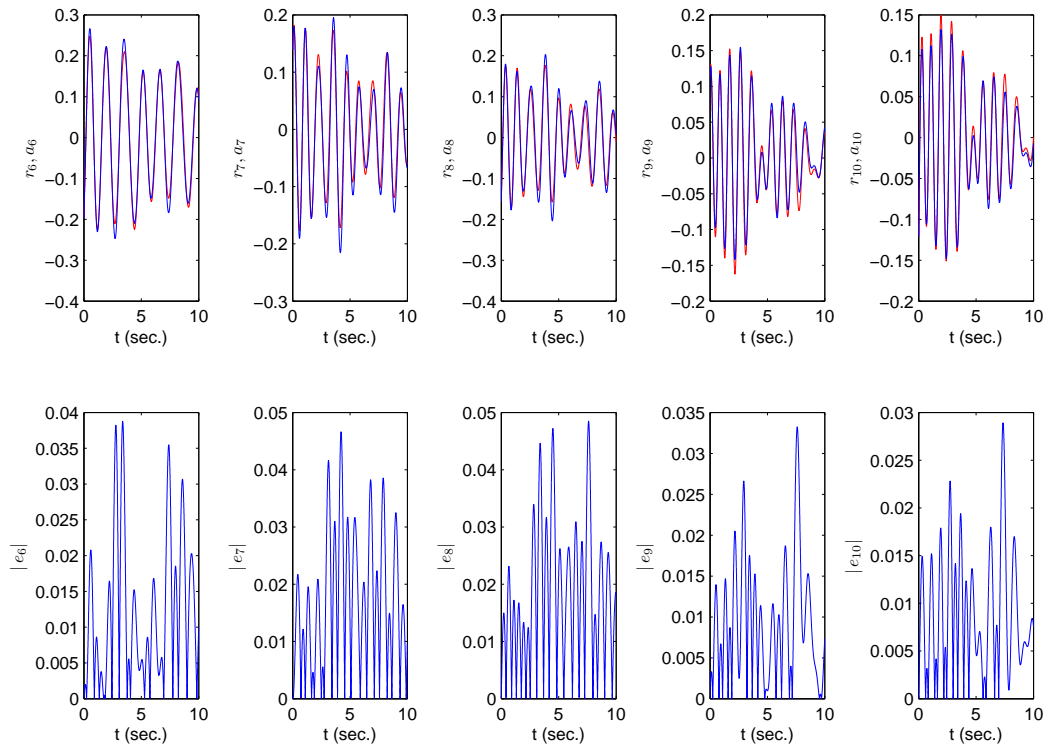 0.3
0.2
0.1
0
−0.1
−0.2
−0.3
−0.4
r6, a6
0 5 10
t (sec.)
0.2
0.1
0
−0.1
−0.2
−0.3
r7, a7
0 5 10
t (sec.)
0.3
0.2
0.1
0
−0.1
−0.2
−0.3
−0.4
r8, a8
0 5 10
t (sec.)
0.2
0.15
0.1
0.05
0
−0.05
−0.1
−0.15
−0.2
r9, a9
0 5 10
t (sec.)
0.15
0.1
0.05
0
−0.05
−0.1
−0.15
−0.2
r10, a10
0 5 10
t (sec.)
0.04
0.035
0.03
0.025
0.02
0.015
0.01
0.005
0
|e6|
0 5 10
t (sec.)
0.05
0.04
0.03
0.02
0.01
0
|e7|
0 5 10
t (sec.)
0.05
0.04
0.03
0.02
0.01
0
|e8|
0 5 10
t (sec.)
0.035
0.03
0.025
0.02
0.015
0.01
0.005
0
|e9|
0 5 10
t (sec.)
0.03
0.025
0.02
0.015
0.01
0.005
0
|e10|
0 5 10
t (sec.)